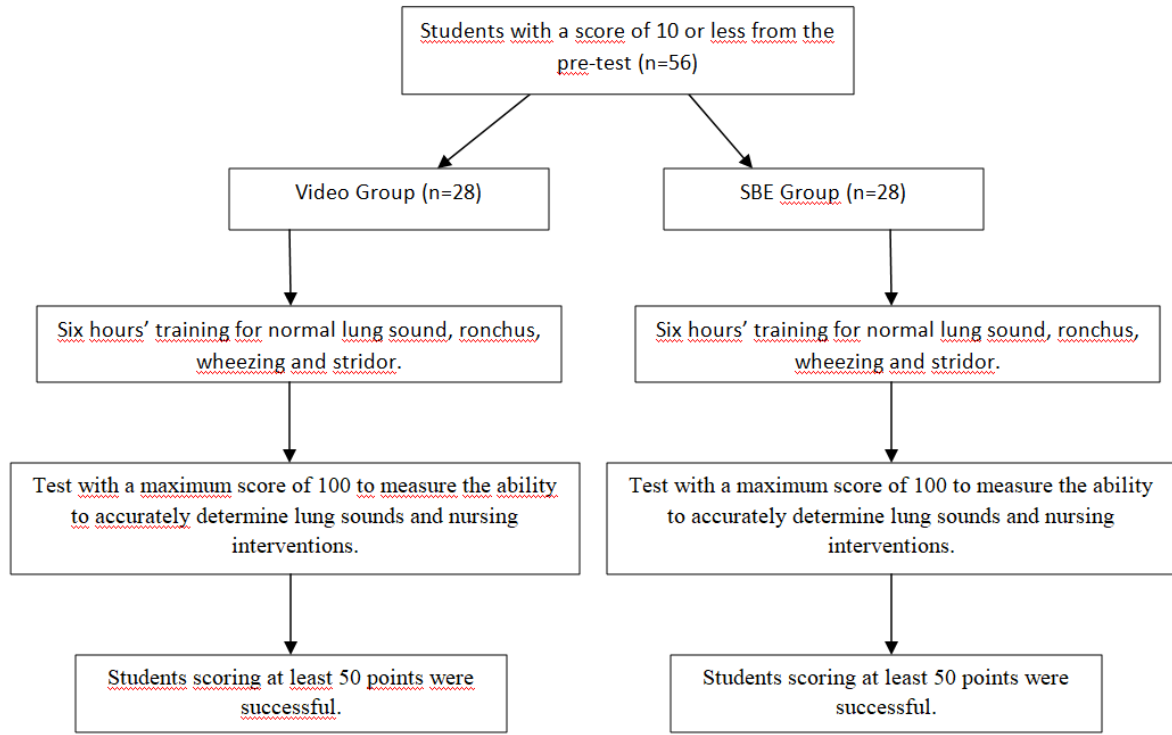 Students with a score of 10 or less from the
pre-test (n=56)
Video Group (n=28)
SBE Group (n=28)
Six hours’ training for normal lung sound, ronchus,
wheezing and stridor.
Six hours’ training for normal lung sound, ronchus,
wheezing and stridor.
Test with a maximum score of 100 to measure the ability
to accurately determine lung sounds and nursing
interventions.
Test with a maximum score of 100 to measure the ability
to accurately determine lung sounds and nursing
interventions.
Students scoring at least 50 points were
successful.
Students scoring at least 50 points were
successful.